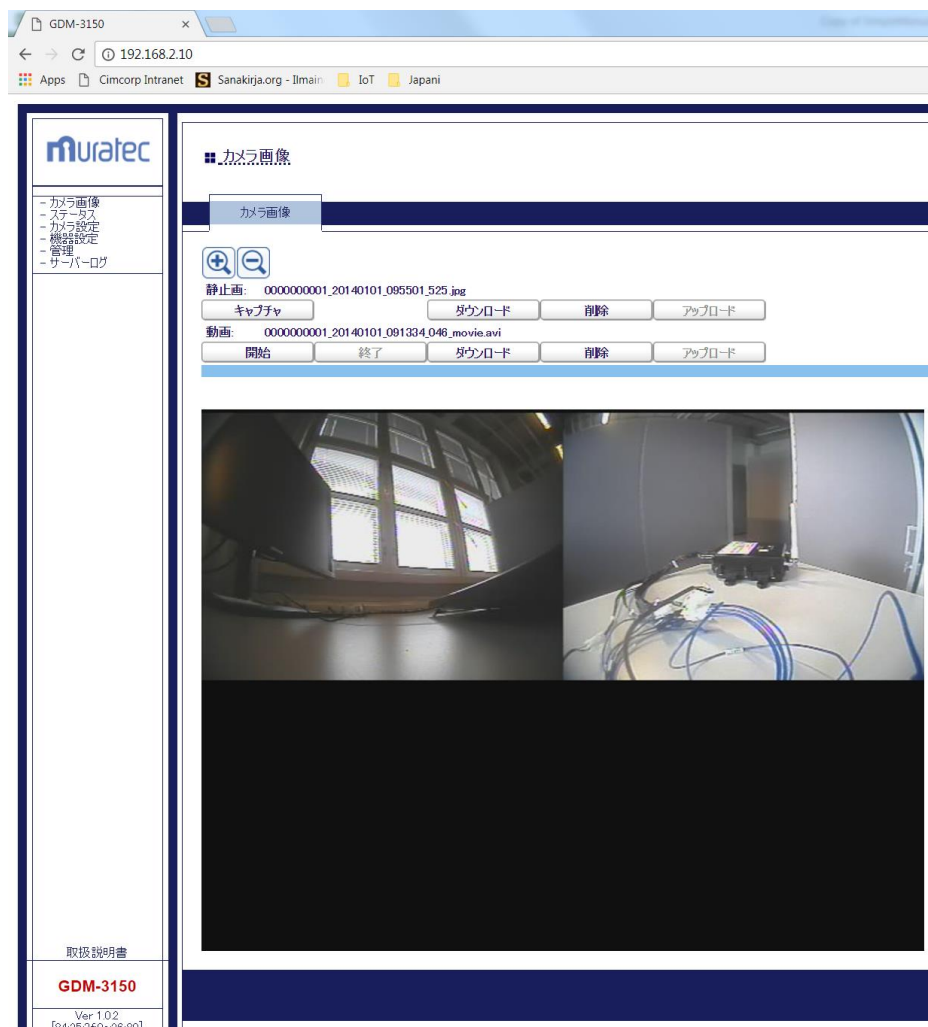 GDM-3150
192.168.2.10
Apps Cimcorp Intranet Sanakirja.org - Ilmain IoT Japani
muratec
- カメラ画像
- ステータス
- カメラ設定
- 機器設定
- 管理
- サーバーログ
カメラ画像
カメラ画像
静止画: 0000000001_20140101_095501_525.jpg
キャプチャ ダウンロード 削除 アップロード
動画: 0000000001_20140101_091334_046_movie.avi
開始 終了 ダウンロード 削除 アップロード
取扱説明書
GDM-3150
Ver 1.02